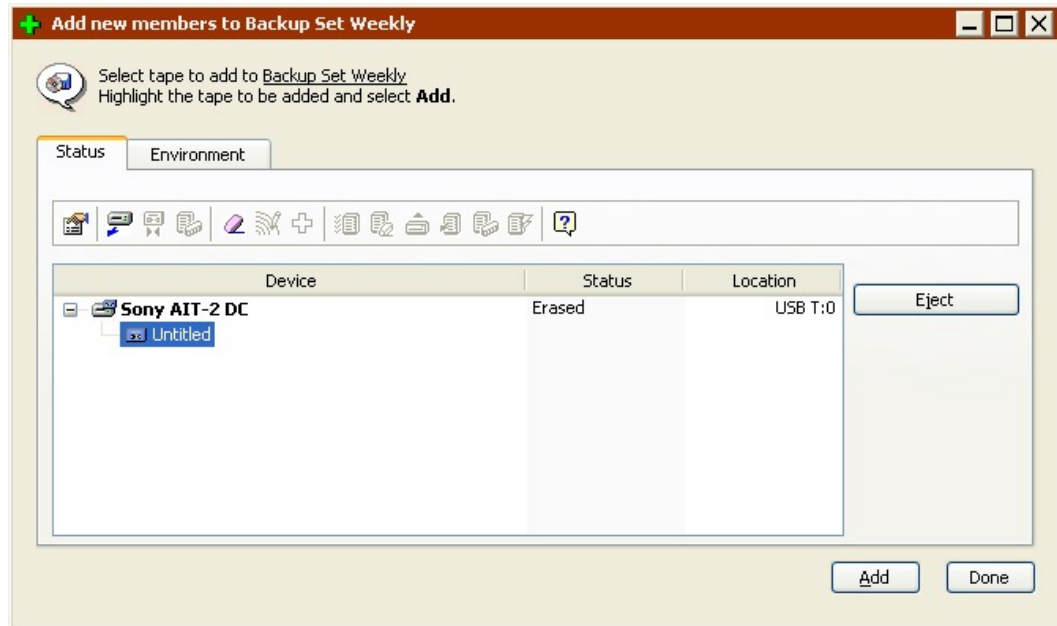 Add new members to Backup Set Weekly
Select tape to add to Backup Set Weekly
Highlight the tape to be added and select Add.
Status Environment
Device Status Location
Sony AIT-2 DC Erased USB T:0
Eject
Untitled
Add Done